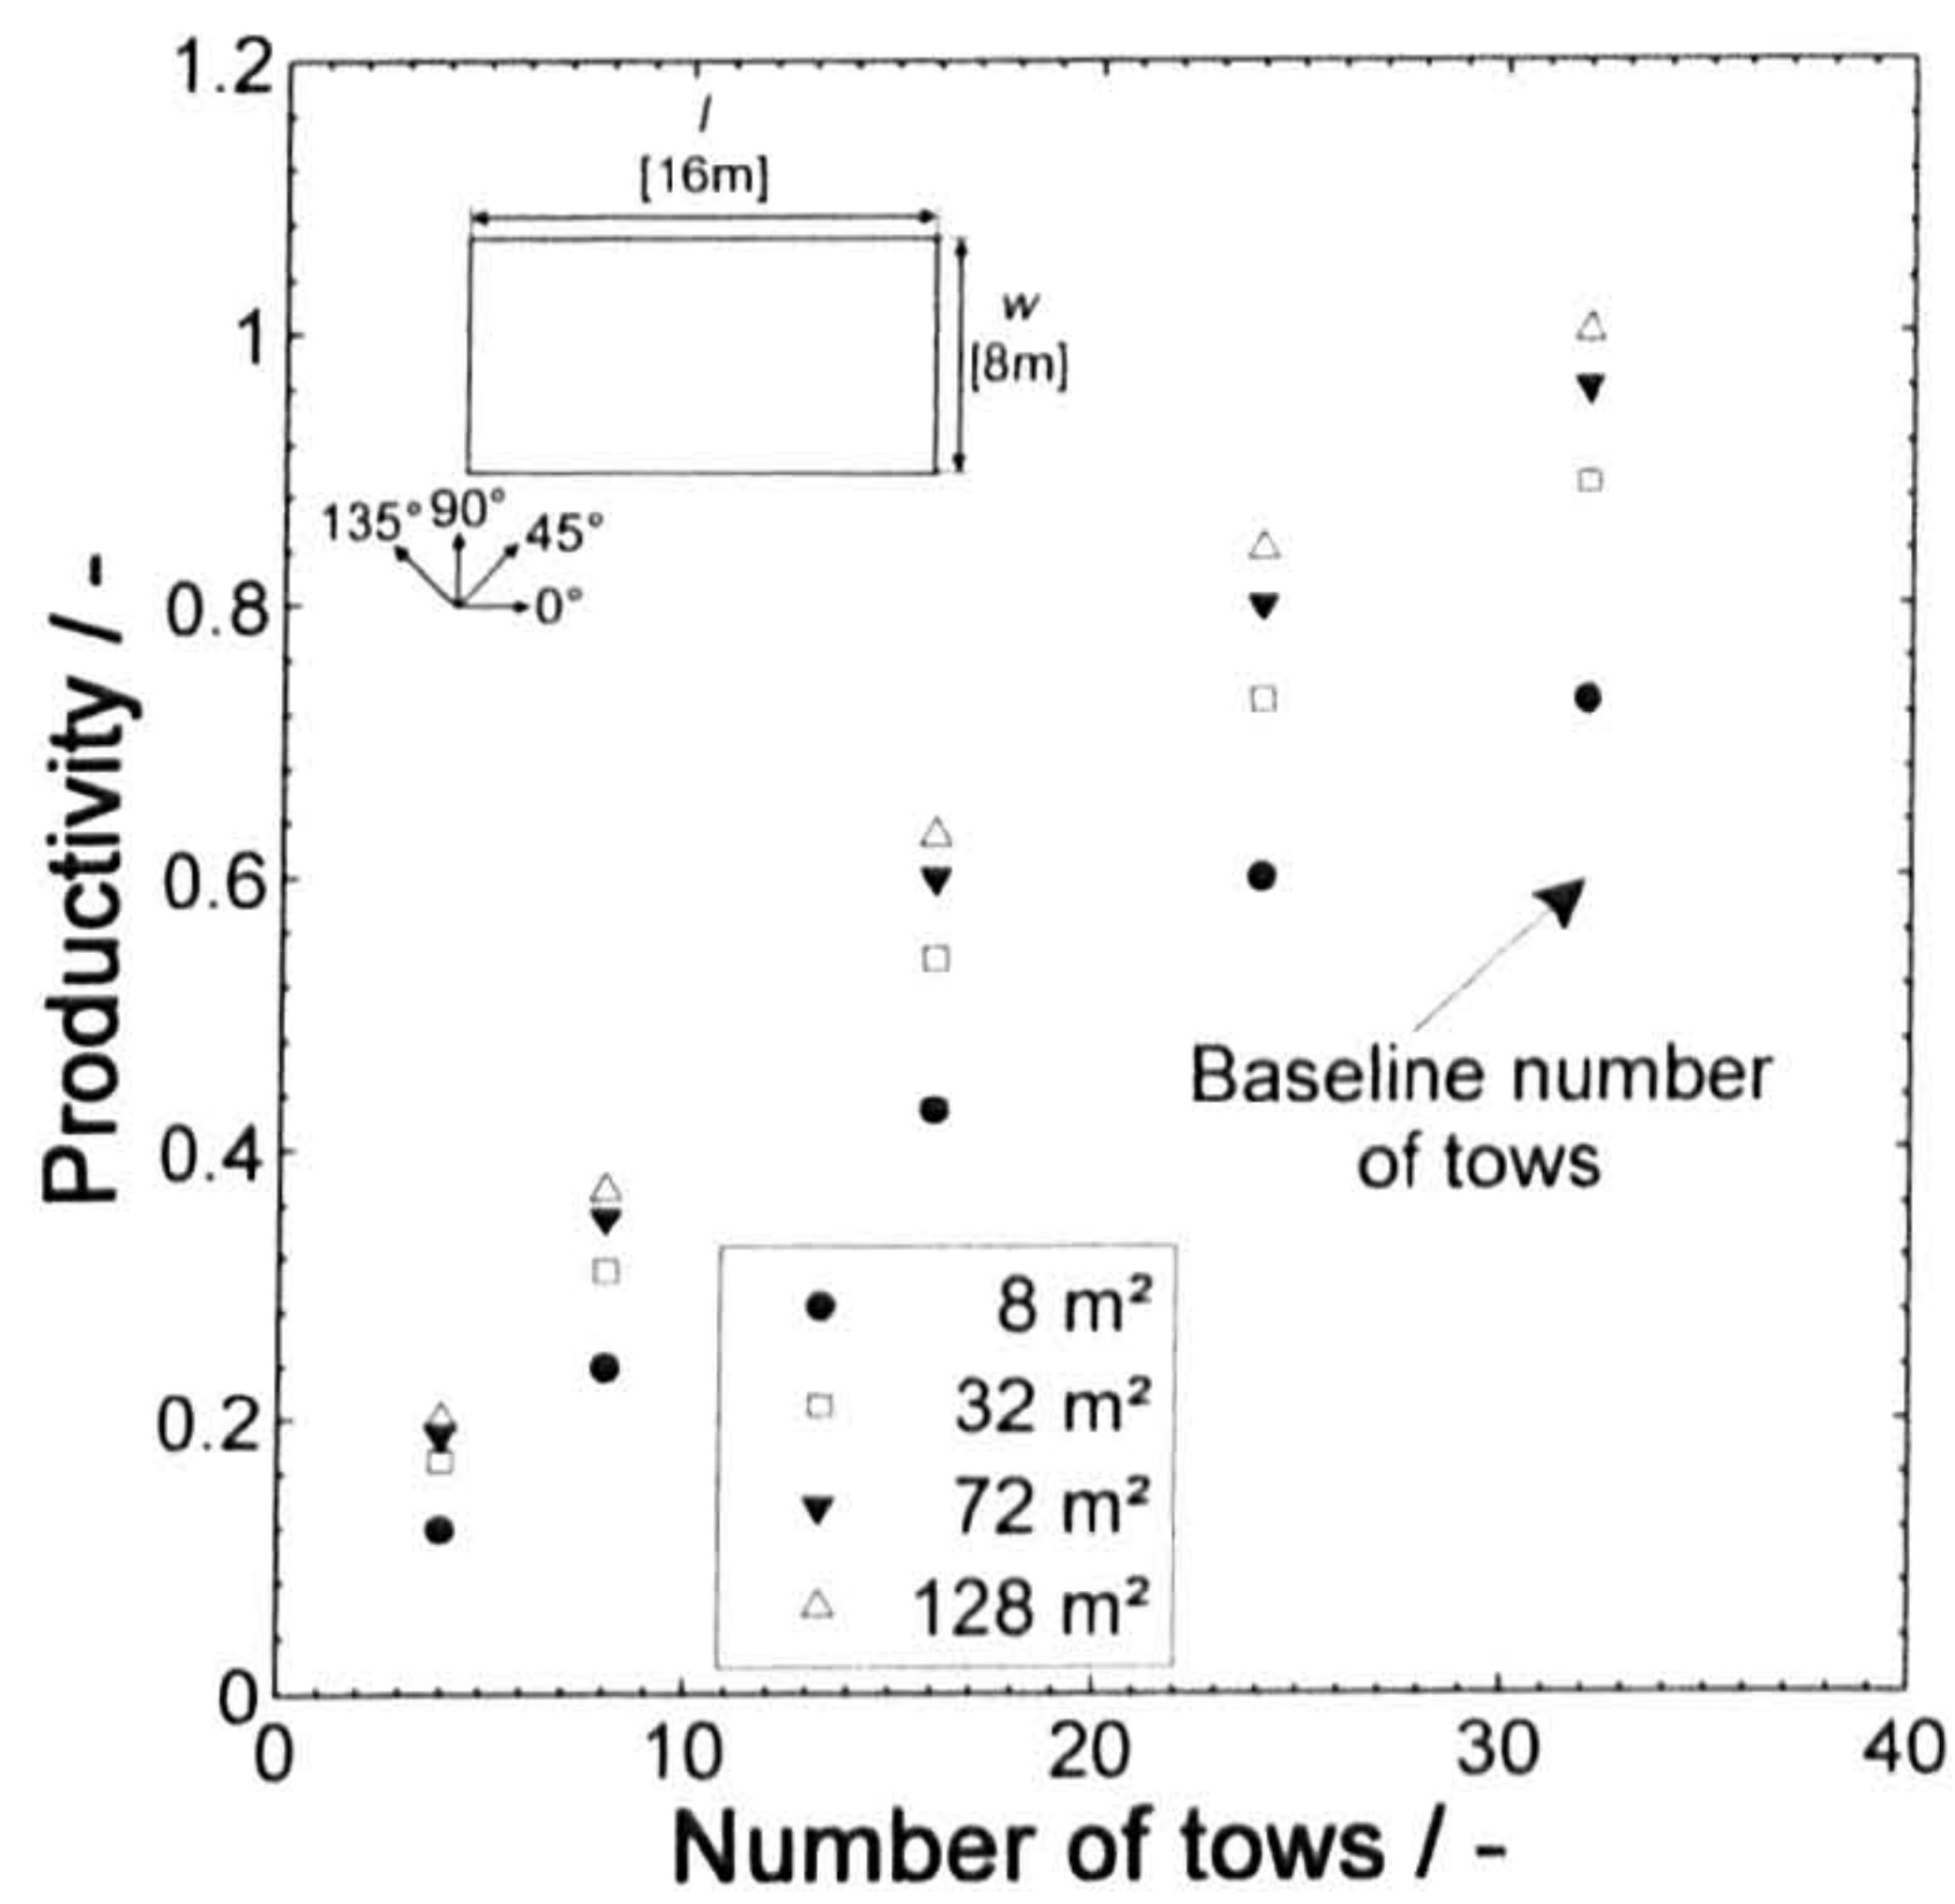 1.2
1
0.8
0.6
0.4
0.2
0
Productivity / -
l
[16m]
w
[8m]
135° 90° 45°
0°
Baseline number
of tows
8 m²
32 m²
72 m²
128 m²
0 10 20 30 40
Number of tows / -